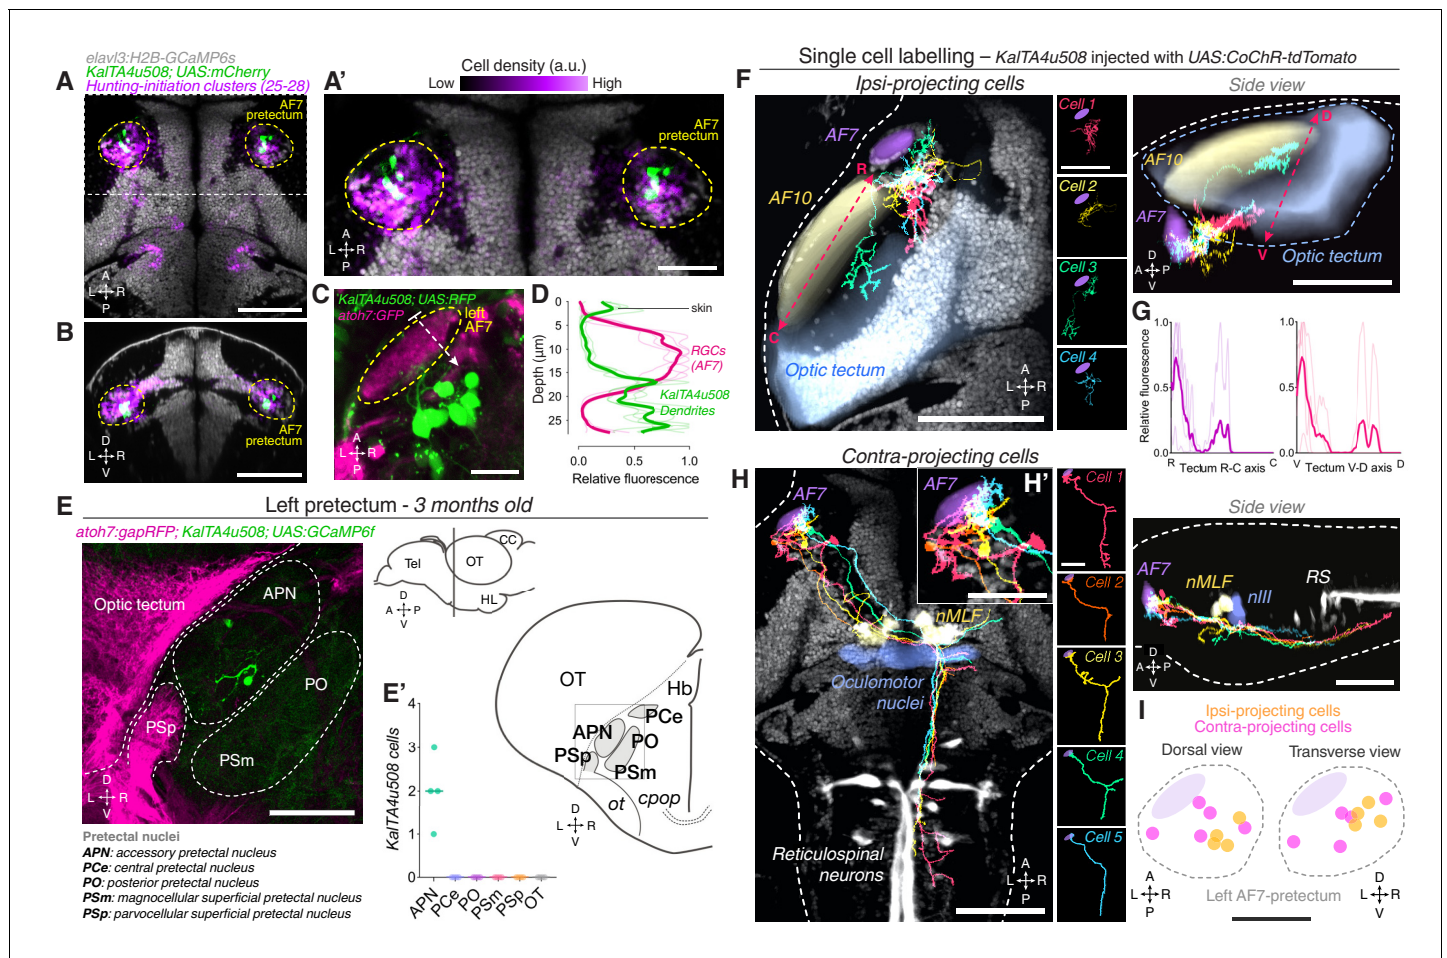 elavl3:H2B-GCaMP6s
KalTA4u508; UAS:mCherry
Hunting-initiation clusters (25-28)
A
AF7
pretectum
A
L R
P
A'
Cell density (a.u.)
Low High
AF7
pretectum
A
L R
P
B
AF7
pretectum
D
L R
V
C
KalTA4u508; UAS:RFP
atoh7:GFP
left
AF7
A
L R
P
D
0
5
10
15
20
25
Depth (µm)
skin
RGCs
(AF7)
KalTA4u508
Dendrites
0.0 0.5 1.0
Relative fluorescence
E
Left pretectum - 3 months old
atoh7:gapRFP; KalTA4u508; UAS:GCaMP6f
Optic tectum
APN
PO
PSp
PSm
D
L R
V
Pretectal nuclei
APN: accessory pretectal nucleus
PCe: central pretectal nucleus
PO: posterior pretectal nucleus
PSm: magnocellular superficial pretectal nucleus
PSp: parvocellular superficial pretectal nucleus
Tel
OT
CC
HL
D
A P
V
OT
Hb
PCe
APN
PO
PSp
PSm
ot
cpop
D
L R
V
E'
4
3
2
1
0
KalTA4u508 cells
APN
PCe
PO
PSm
PSp
OT
Single cell labelling – KalTA4u508 injected with UAS:CoChR-tdTomato
F
Ipsi-projecting cells
AF7
R
AF10
C
Optic tectum
A
L R
P
Cell 1
Cell 2
Cell 3
Cell 4
Side view
D
AF10
AF7
V
Optic tectum
D
A P
V
G
1.0
0.5
0.0
Relative fluorescence
R C
Tectum R-C axis
1.0
0.5
0.0
V D
Tectum V-D axis
Contra-projecting cells
H
AF7
H'
AF7
nMLF
Oculomotor
nuclei
Reticulospinal
neurons
A
L R
P
Cell 1
Cell 2
Cell 3
Cell 4
Cell 5
Side view
AF7
nMLF
nIII
RS
D
A P
V
I
Ipsi-projecting cells
Contra-projecting cells
Dorsal view
Transverse view
A
L R
P
Left AF7-pretectum
D
L R
V